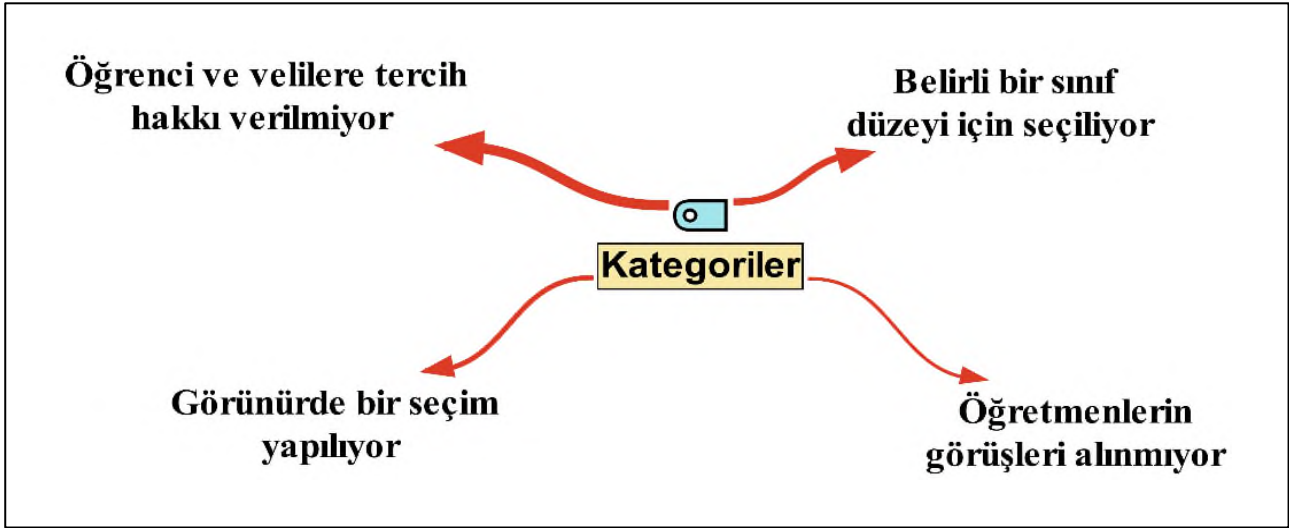 Öğrenci ve velilere tercih
hakkı verilmiyor
Belirli bir sınıf
düzeyi için seçiliyor
Kategoriler
Görünürde bir seçim
yapılıyor
Öğretmenlerin
görüşleri alınmıyor